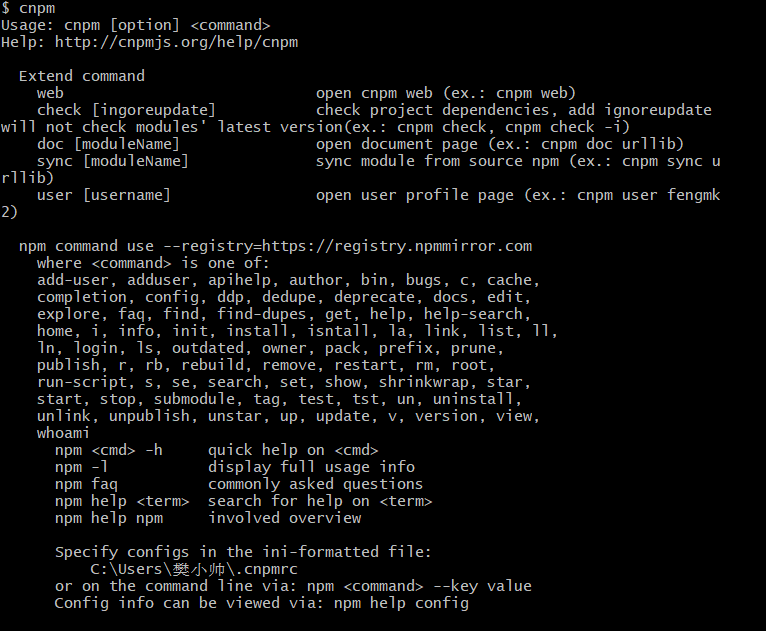 $ cnpm
Usage: cnpm [option] <command>
Help: http://cnpmjs.org/help/cnpm
Extend command
web open cnpm web (ex.: cnpm web)
check [ingoreupdate] check project dependencies, add ignoreupdate
will not check modules' latest version(ex.: cnpm check, cnpm check -i)
doc [moduleName] open document page (ex.: cnpm doc urllib)
sync [moduleName] sync module from source npm (ex.: cnpm sync u
rllib)
user [username] open user profile page (ex.: cnpm user fengmk
2)
npm command use --registry=https://registry.npmmirror.com
where <command> is one of:
add-user, adduser, apihelp, author, bin, bugs, c, cache,
completion, config, ddp, dedupe, deprecate, docs, edit,
explore, faq, find, find-dupes, get, help, help-search,
home, i, info, init, install, isntall, la, link, list, ll,
ln, login, ls, outdated, owner, pack, prefix, prune,
publish, r, rb, rebuild, remove, restart, rm, root,
run-script, s, se, search, set, show, shrinkwrap, star,
start, stop, submodule, tag, test, tst, un, uninstall,
unlink, unpublish, unstar, up, update, v, version, view,
whoami
npm <cmd> -h quick help on <cmd>
npm -l display full usage info
npm faq commonly asked questions
npm help <term> search for help on <term>
npm help npm involved overview
Specify configs in the ini-formatted file:
C:\Users\樊小帅\.cnpmrc
or on the command line via: npm <command> --key value
Config info can be viewed via: npm help config